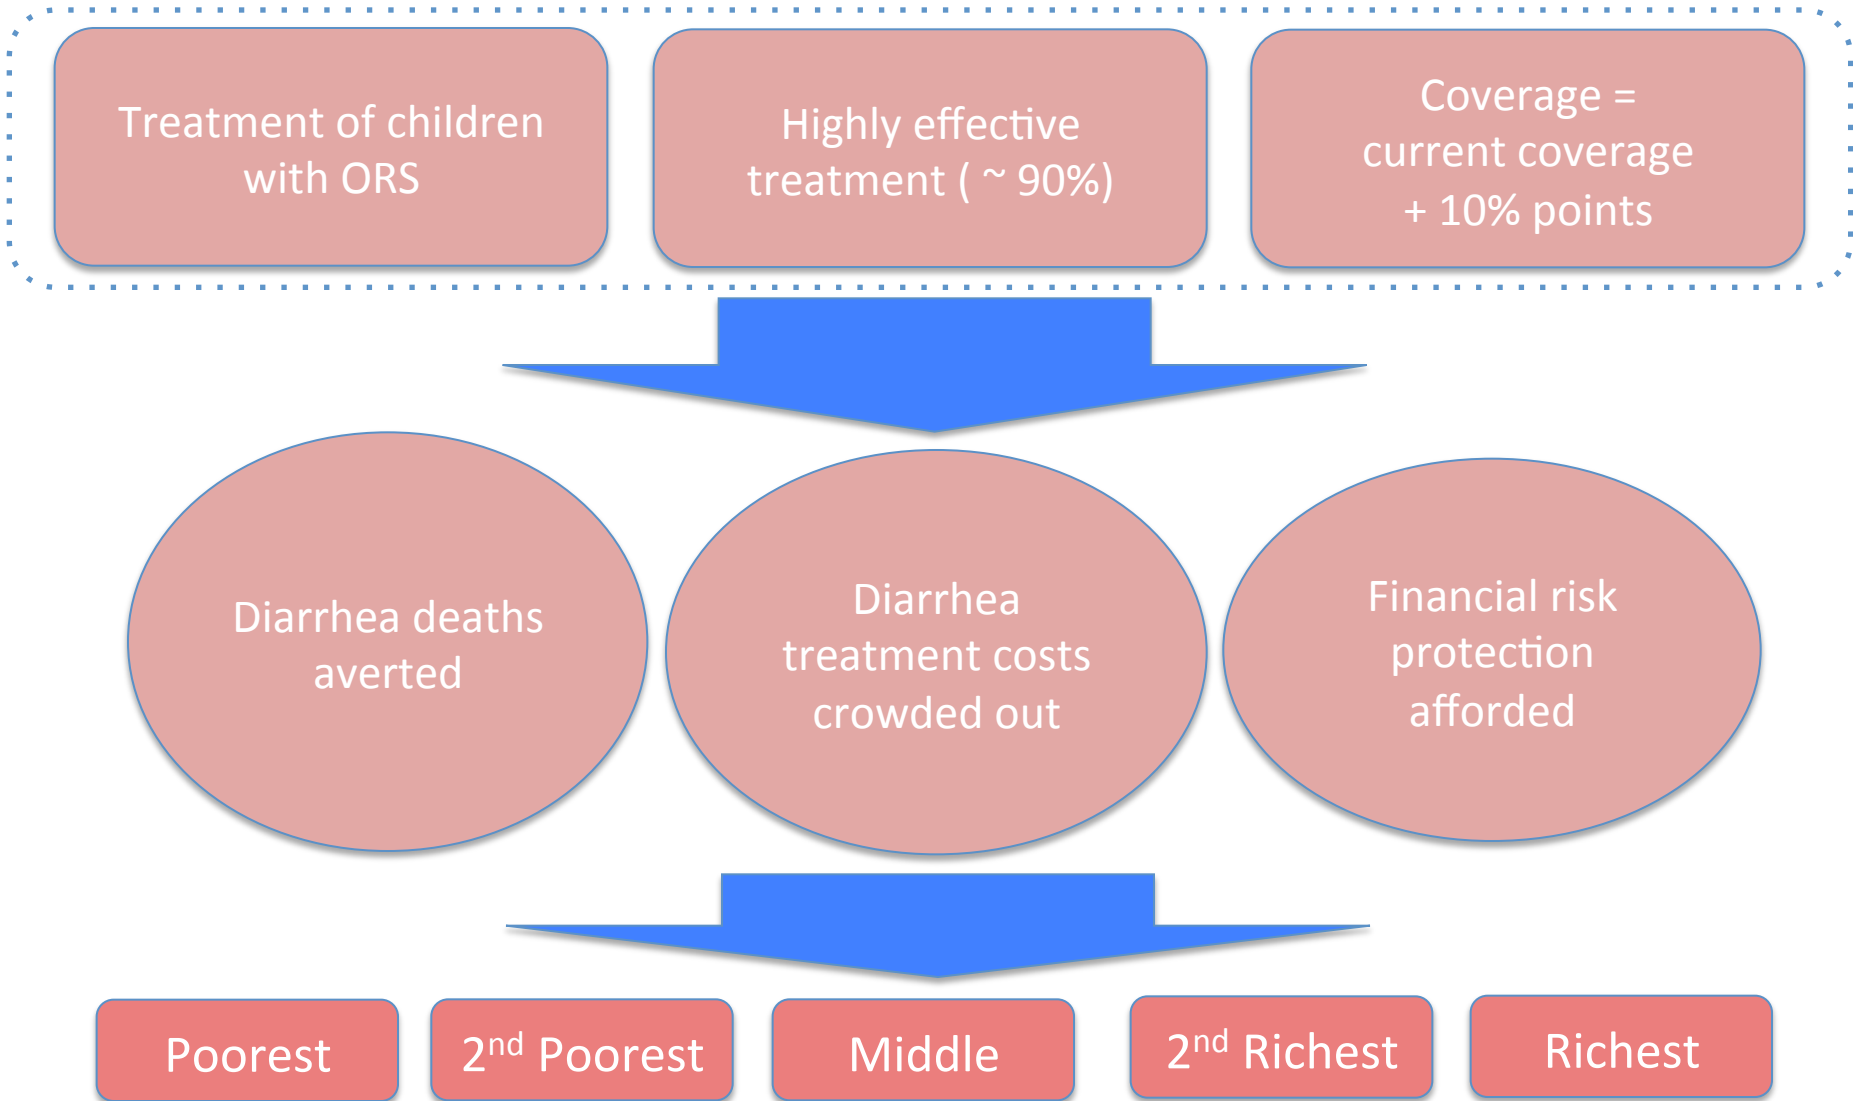 Treatment of children
with ORS
Highly effective
treatment ( ~ 90%)
Coverage =
current coverage
+ 10% points
Diarrhea deaths
averted
Diarrhea
treatment costs
crowded out
Financial risk
protection
afforded
Poorest
2nd Poorest
Middle
2nd Richest
Richest